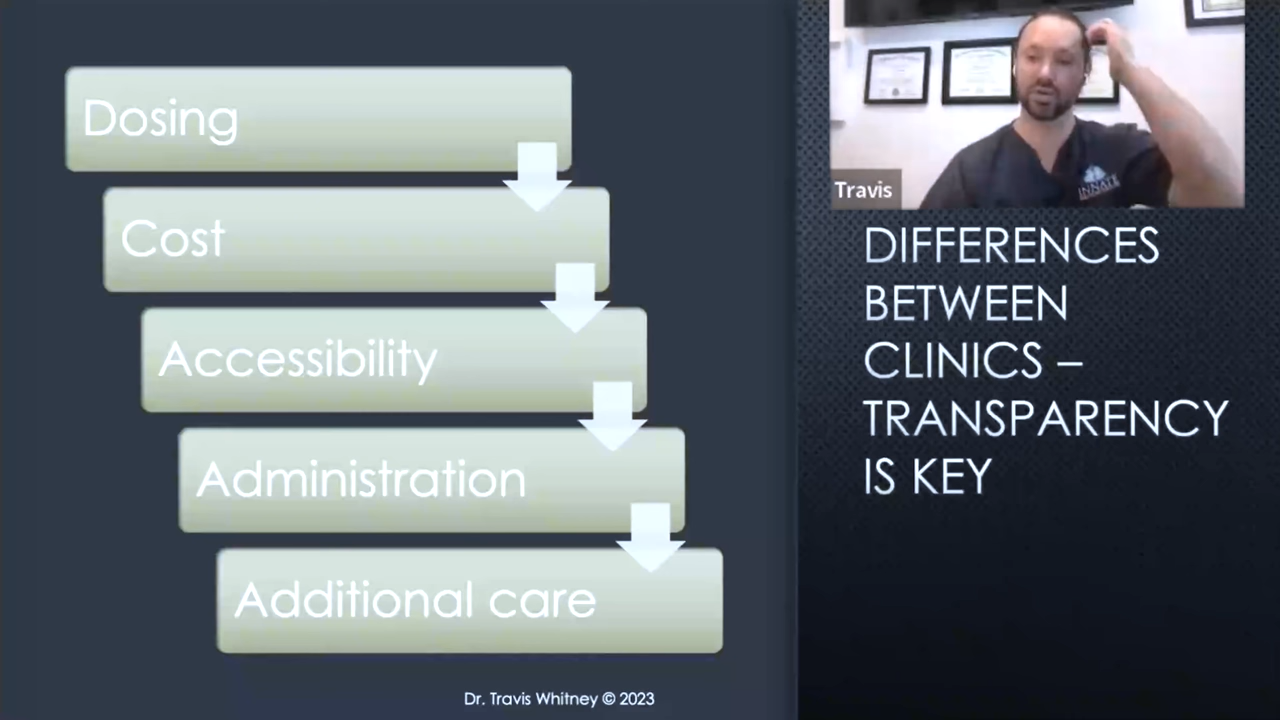 Dosing
Cost
Accessibility
Administration
Additional care
Dr. Travis Whitney © 2023
Travis
INNATE
DIFFERENCES
BETWEEN
CLINICS –
TRANSPARENCY
IS KEY